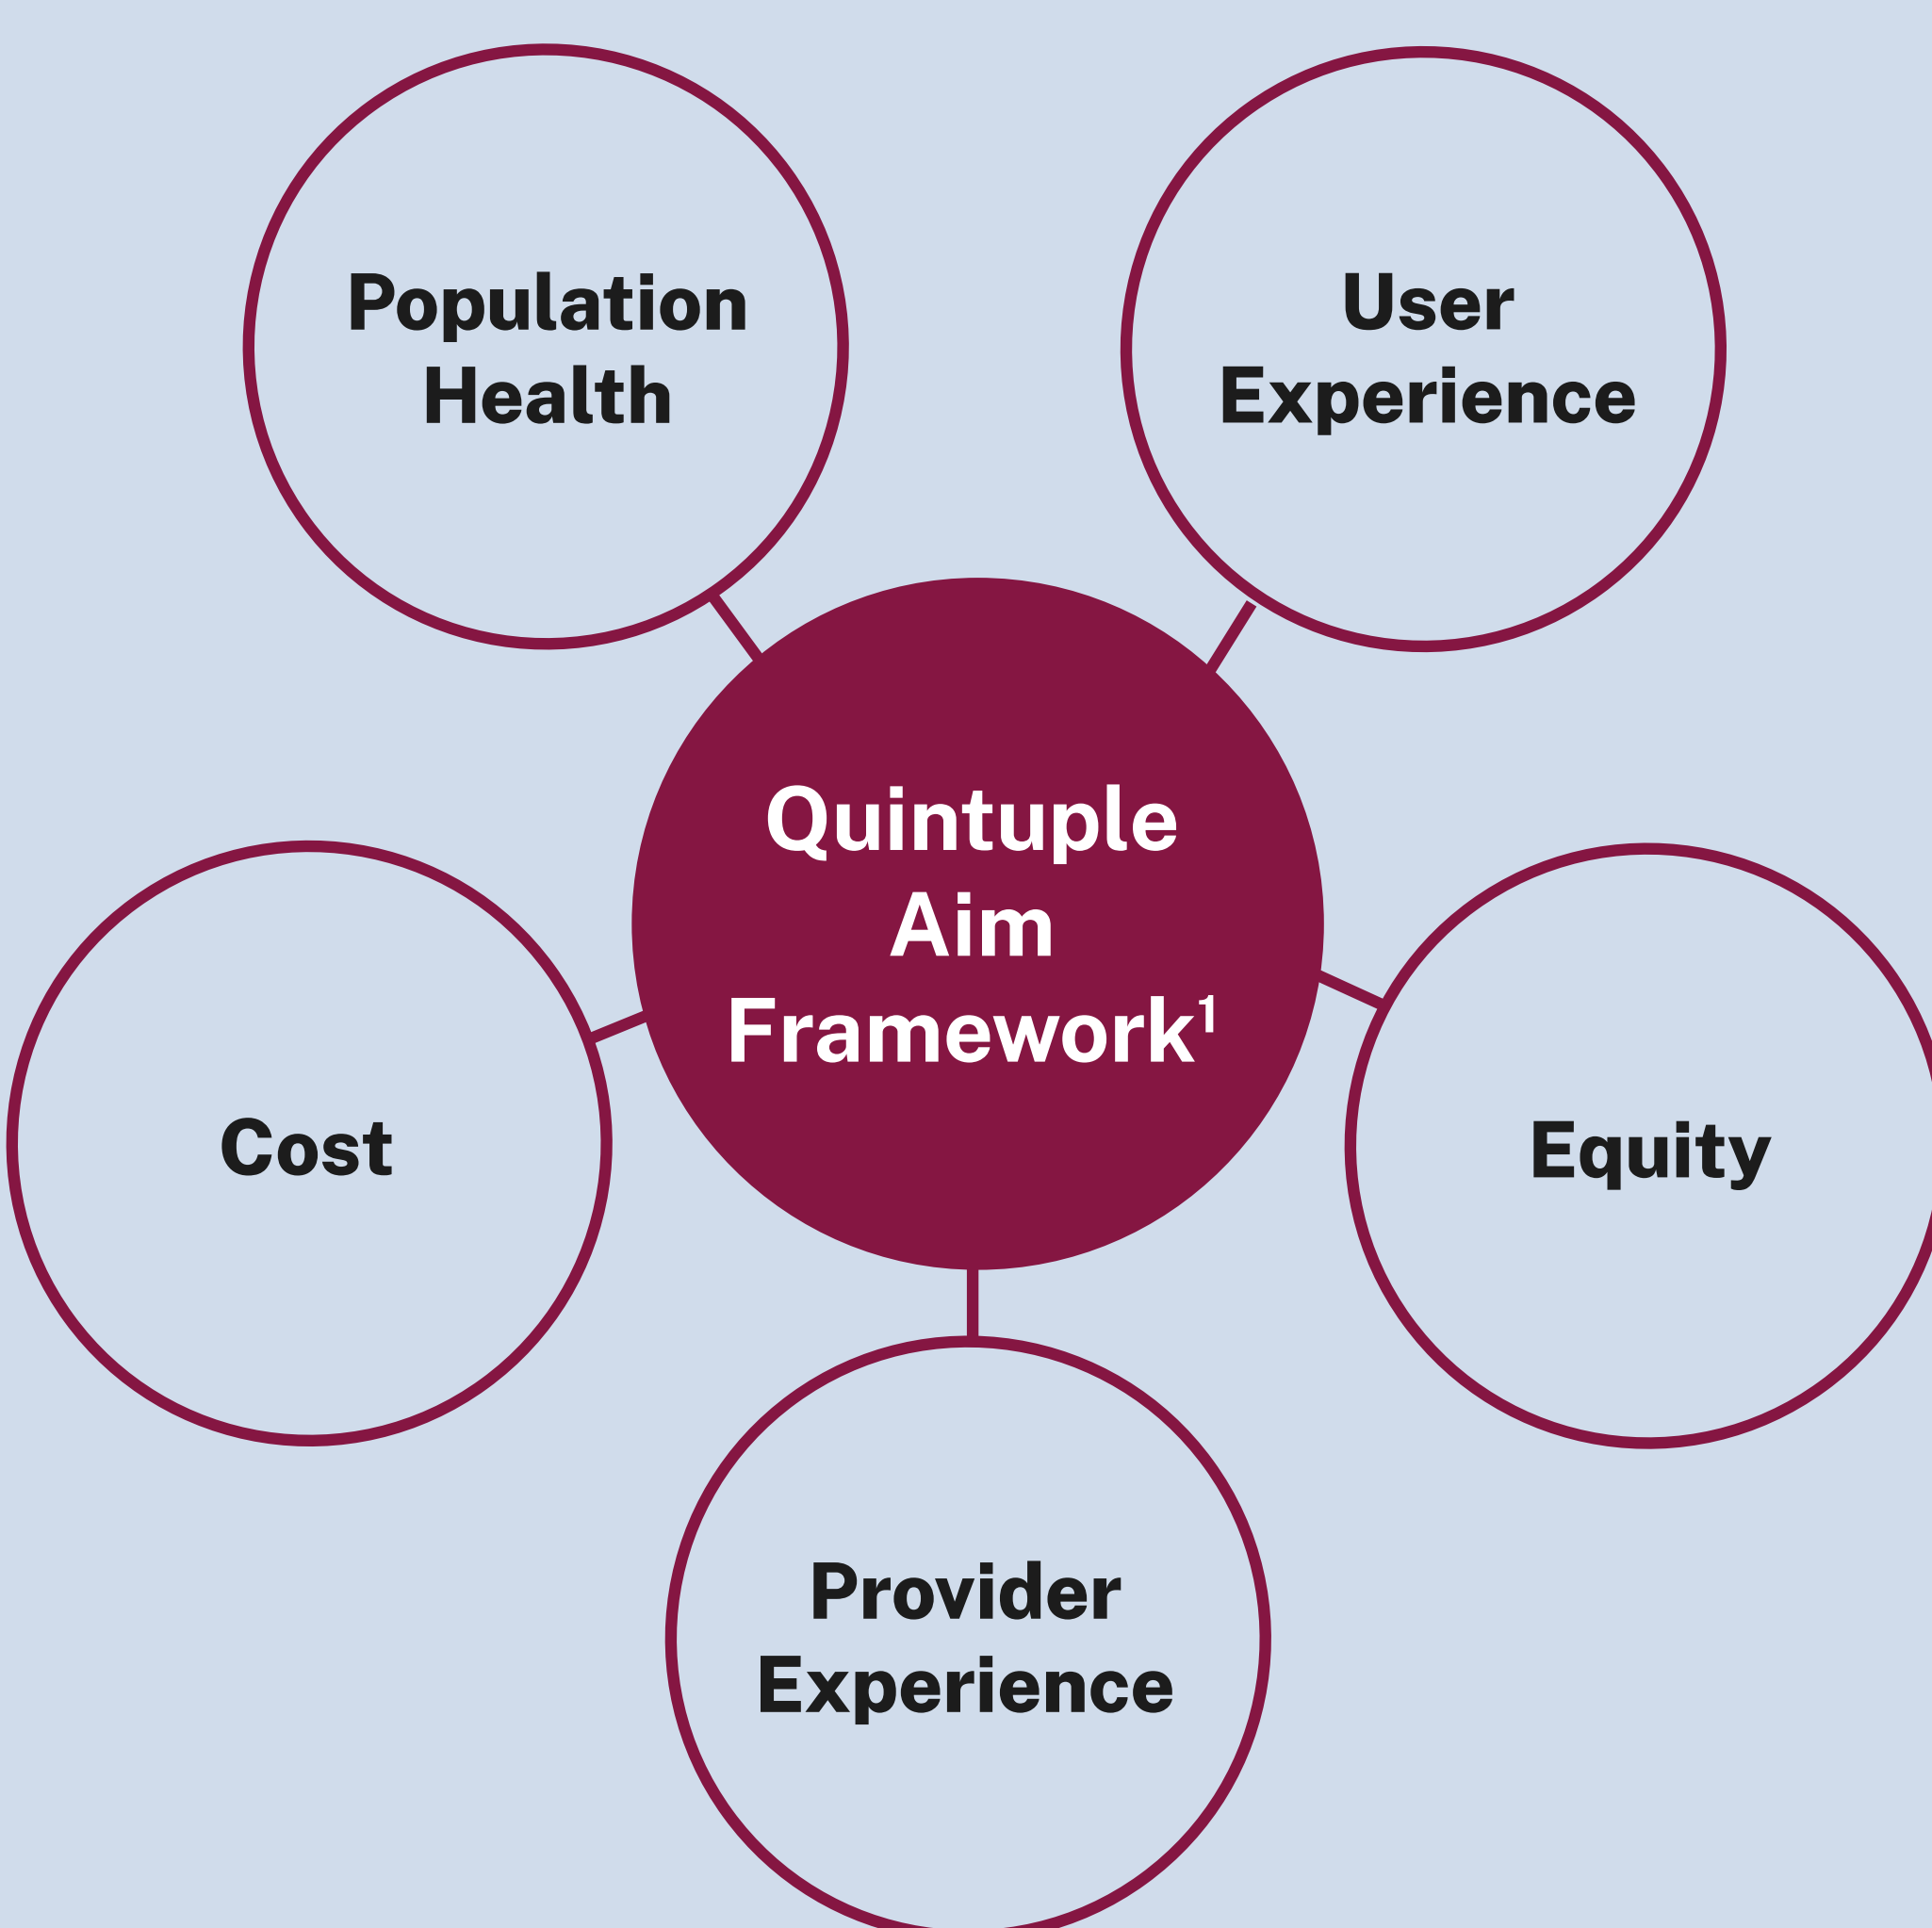 Population
Health
User
Experience
Quintuple
Aim
Framework¹
Cost
Equity
Provider
Experience